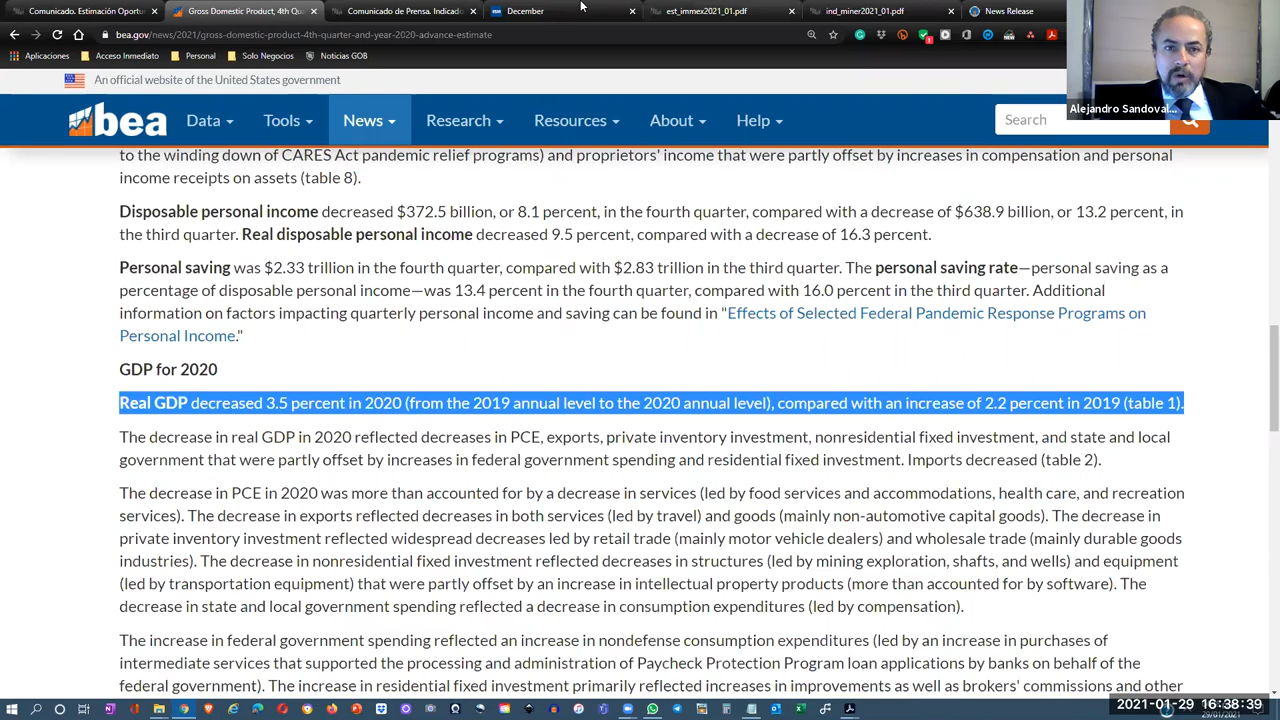 Comunicado. Estimación Oportu
Gross Domestic Product, 4th Qua
Comunicado de Prensa. Indicado
December
est_immex2021_01.pdf
ind_miner2021_01.pdf
News Release
bea.gov/news/2021/gross-domestic-product-4th-quarter-and-year-2020-advance-estimate
Aplicaciones
Acceso Inmediato
Personal
Solo Negocios
Noticias GOB
Alejandro Sandoval...
An official website of the United States government
bea
Data
Tools
News
Research
Resources
About
Help
Search
to the winding down of CARES Act pandemic relief programs) and proprietors' income that were partly offset by increases in compensation and personal
income receipts on assets (table 8).
Disposable personal income decreased $372.5 billion, or 8.1 percent, in the fourth quarter, compared with a decrease of $638.9 billion, or 13.2 percent, in
the third quarter. Real disposable personal income decreased 9.5 percent, compared with a decrease of 16.3 percent.
Personal saving was $2.33 trillion in the fourth quarter, compared with $2.83 trillion in the third quarter. The personal saving rate—personal saving as a
percentage of disposable personal income—was 13.4 percent in the fourth quarter, compared with 16.0 percent in the third quarter. Additional
information on factors impacting quarterly personal income and saving can be found in "Effects of Selected Federal Pandemic Response Programs on
Personal Income."
GDP for 2020
Real GDP decreased 3.5 percent in 2020 (from the 2019 annual level to the 2020 annual level), compared with an increase of 2.2 percent in 2019 (table 1).
The decrease in real GDP in 2020 reflected decreases in PCE, exports, private inventory investment, nonresidential fixed investment, and state and local
government that were partly offset by increases in federal government spending and residential fixed investment. Imports decreased (table 2).
The decrease in PCE in 2020 was more than accounted for by a decrease in services (led by food services and accommodations, health care, and recreation
services). The decrease in exports reflected decreases in both services (led by travel) and goods (mainly non-automotive capital goods). The decrease in
private inventory investment reflected widespread decreases led by retail trade (mainly motor vehicle dealers) and wholesale trade (mainly durable goods
industries). The decrease in nonresidential fixed investment reflected decreases in structures (led by mining exploration, shafts, and wells) and equipment
(led by transportation equipment) that were partly offset by an increase in intellectual property products (more than accounted for by software). The
decrease in state and local government spending reflected a decrease in consumption expenditures (led by compensation).
The increase in federal government spending reflected an increase in nondefense consumption expenditures (led by an increase in purchases of
intermediate services that supported the processing and administration of Paycheck Protection Program loan applications by banks on behalf of the
federal government). The increase in residential fixed investment primarily reflected increases in improvements as well as brokers' commissions and other
2021-01-29 16:38:39
29/01/2021